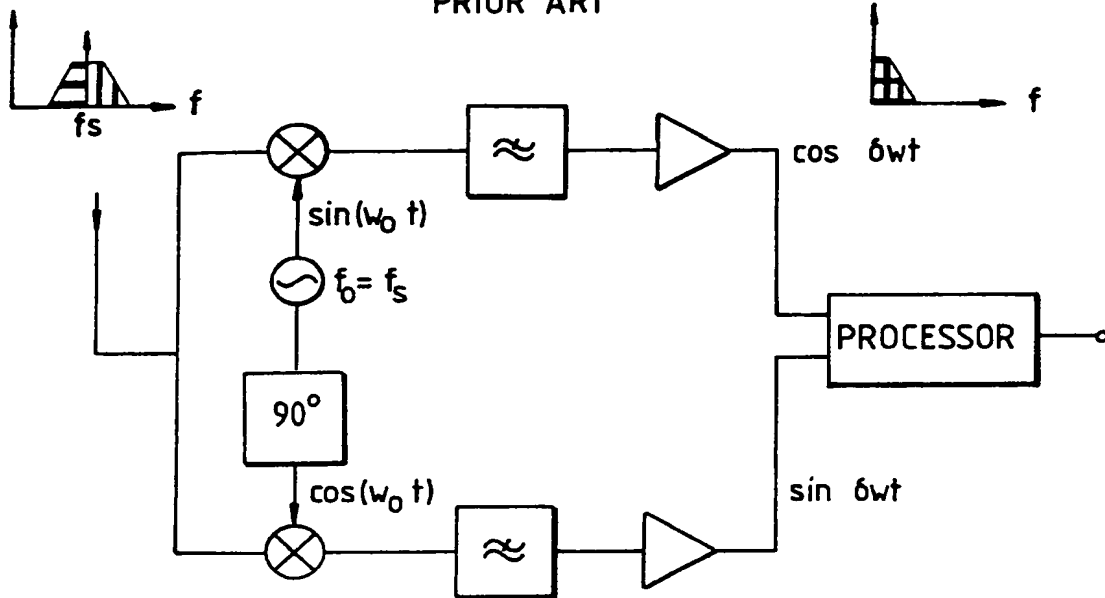 PRIOR ART
f
fs
f
cos δwt
sin(w₀ t)
f₀ = fₛ
PROCESSOR
90°
cos(w₀ t)
sin δwt